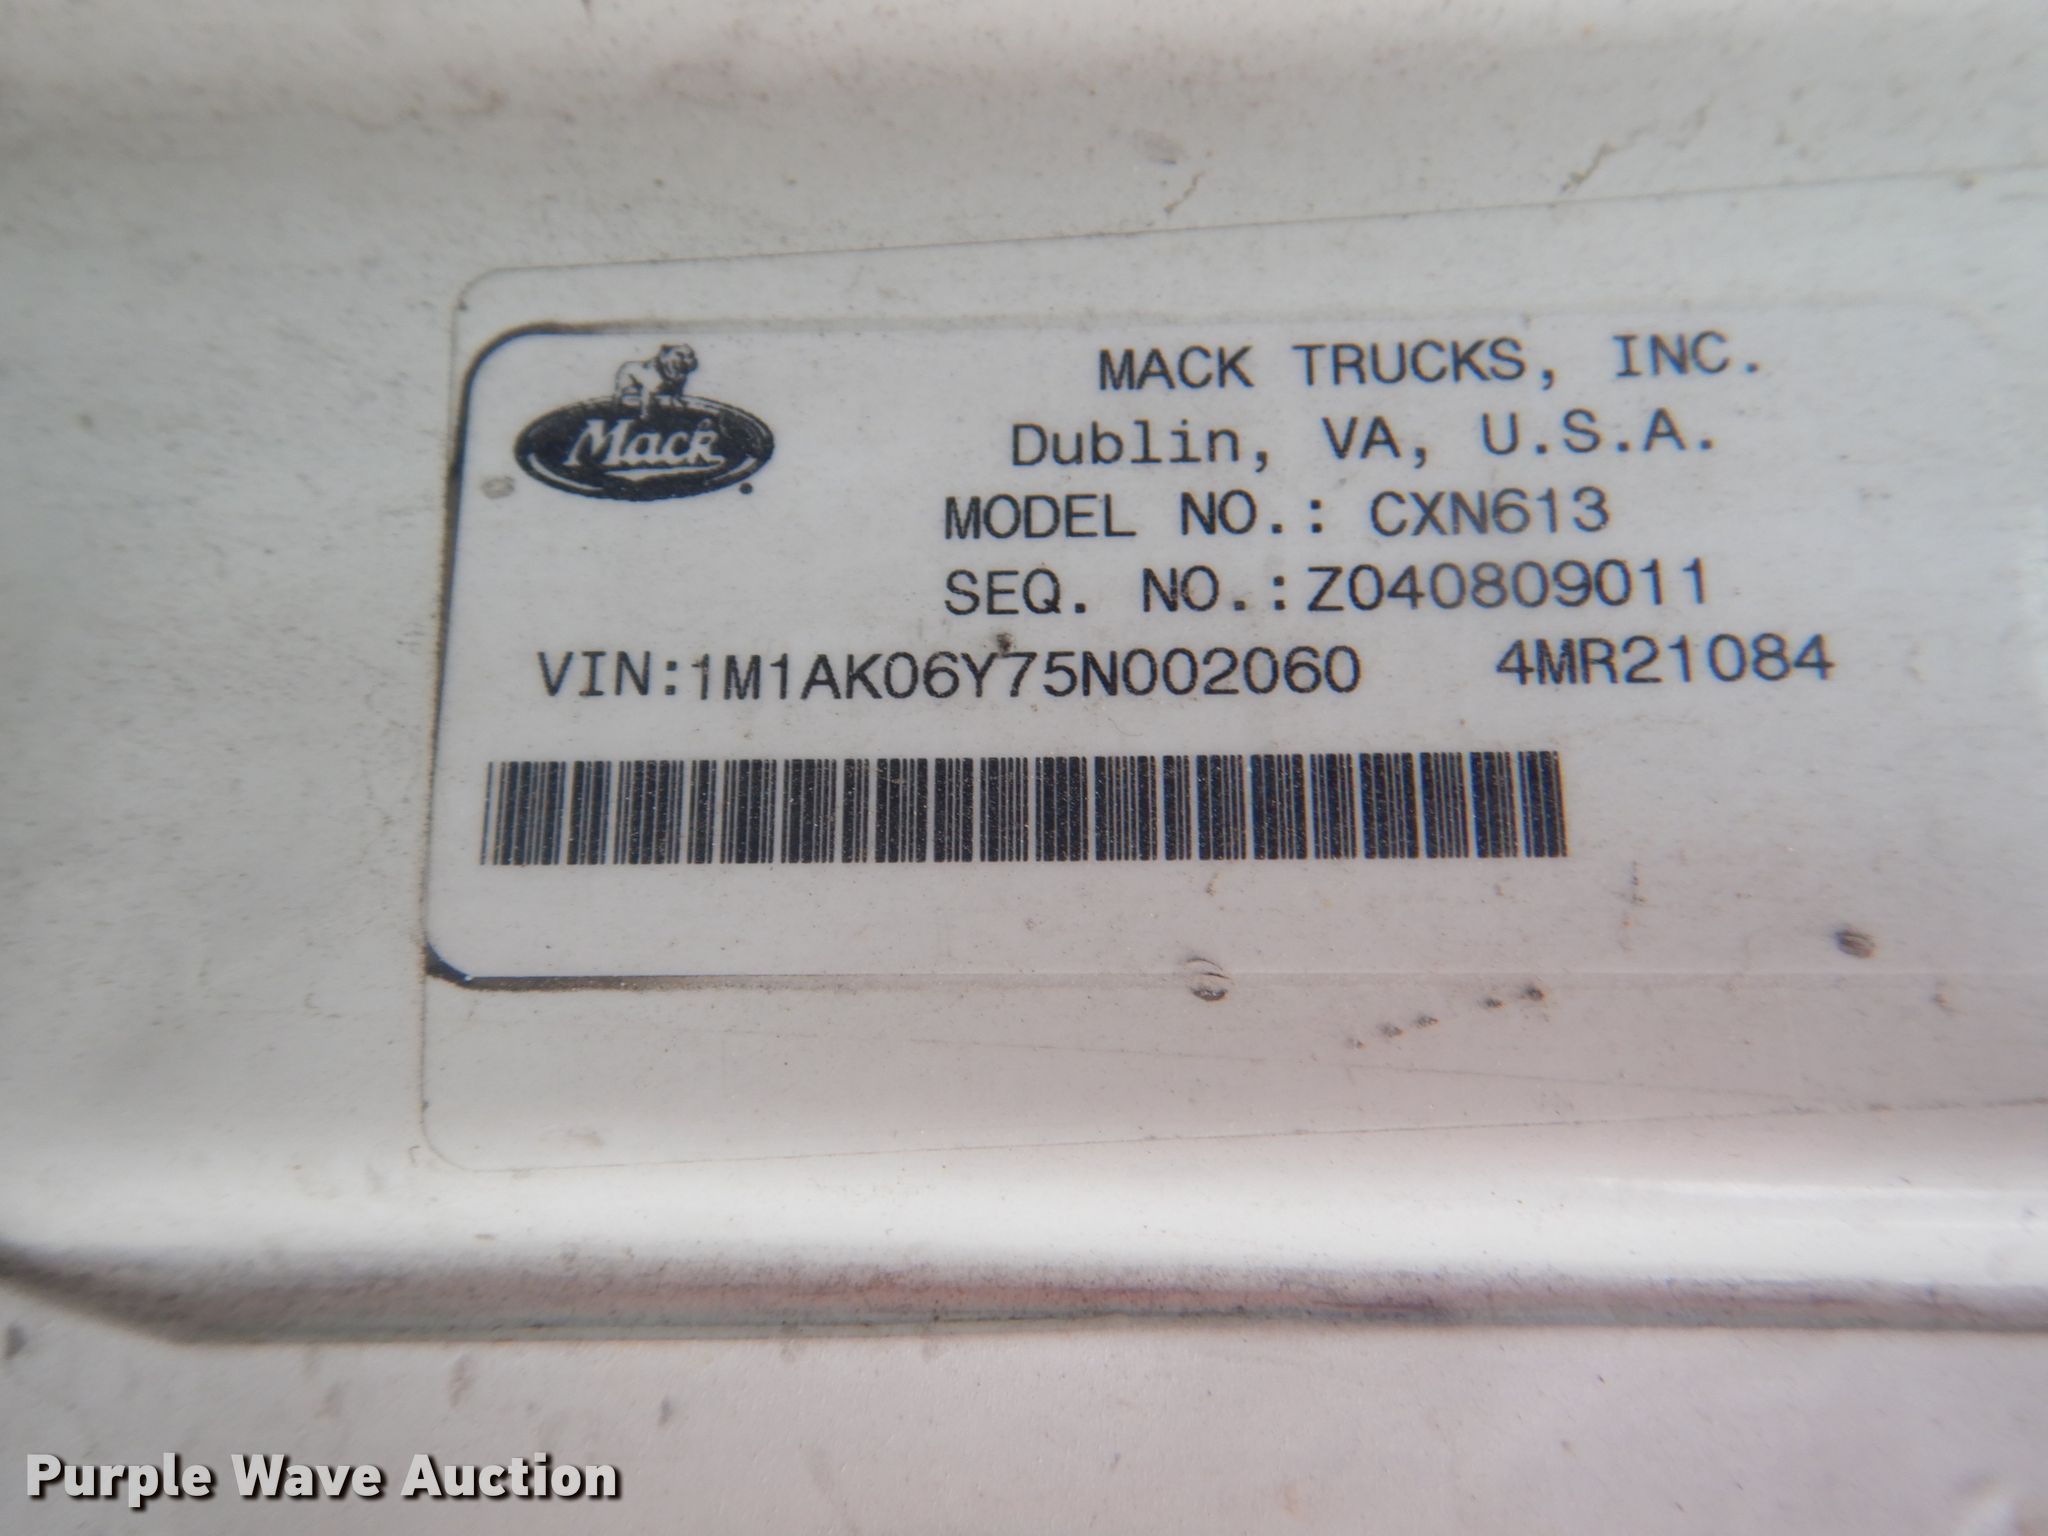 Mack
MACK TRUCKS, INC.
Dublin, VA, U.S.A.
MODEL NO.: CXN613
SEQ. NO.:Z040809011
VIN:1M1AK06Y75N002060 4MR21084
Purple Wave Auction